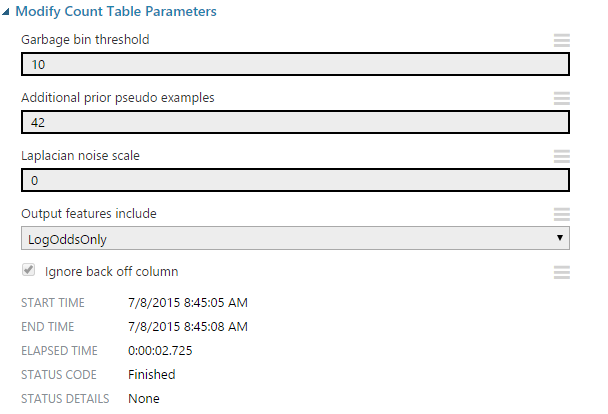 Modify Count Table Parameters
Garbage bin threshold
10
Additional prior pseudo examples
42
Laplacian noise scale
0
Output features include
LogOddsOnly
Ignore back off column
START TIME 7/8/2015 8:45:05 AM
END TIME 7/8/2015 8:45:08 AM
ELAPSED TIME 0:00:02.725
STATUS CODE Finished
STATUS DETAILS None